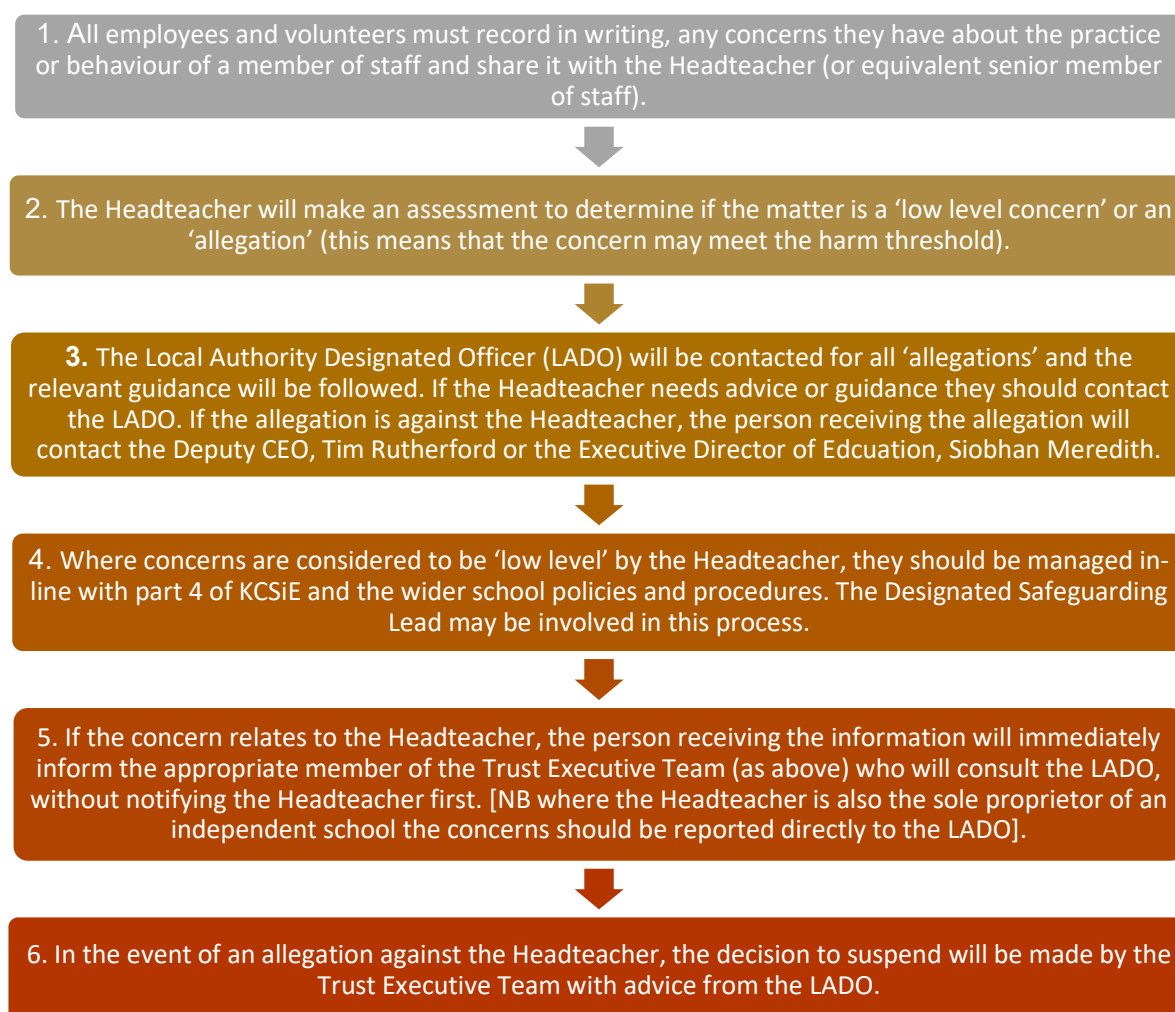 1. All employees and volunteers must record in writing, any concerns they have about the practice
or behaviour of a member of staff and share it with the Headteacher (or equivalent senior member
of staff).
2. The Headteacher will make an assessment to determine if the matter is a ‘low level concern’ or an
‘allegation’ (this means that the concern may meet the harm threshold).
3. The Local Authority Designated Officer (LADO) will be contacted for all ‘allegations’ and the
relevant guidance will be followed. If the Headteacher needs advice or guidance they should contact
the LADO. If the allegation is against the Headteacher, the person receiving the allegation will
contact the Deputy CEO, Tim Rutherford or the Executive Director of Edcuation, Siobhan Meredith.
4. Where concerns are considered to be ‘low level’ by the Headteacher, they should be managed in-
line with part 4 of KCSiE and the wider school policies and procedures. The Designated Safeguarding
Lead may be involved in this process.
5. If the concern relates to the Headteacher, the person receiving the information will immediately
inform the appropriate member of the Trust Executive Team (as above) who will consult the LADO,
without notifying the Headteacher first. [NB where the Headteacher is also the sole proprietor of an
independent school the concerns should be reported directly to the LADO].
6. In the event of an allegation against the Headteacher, the decision to suspend will be made by the
Trust Executive Team with advice from the LADO.